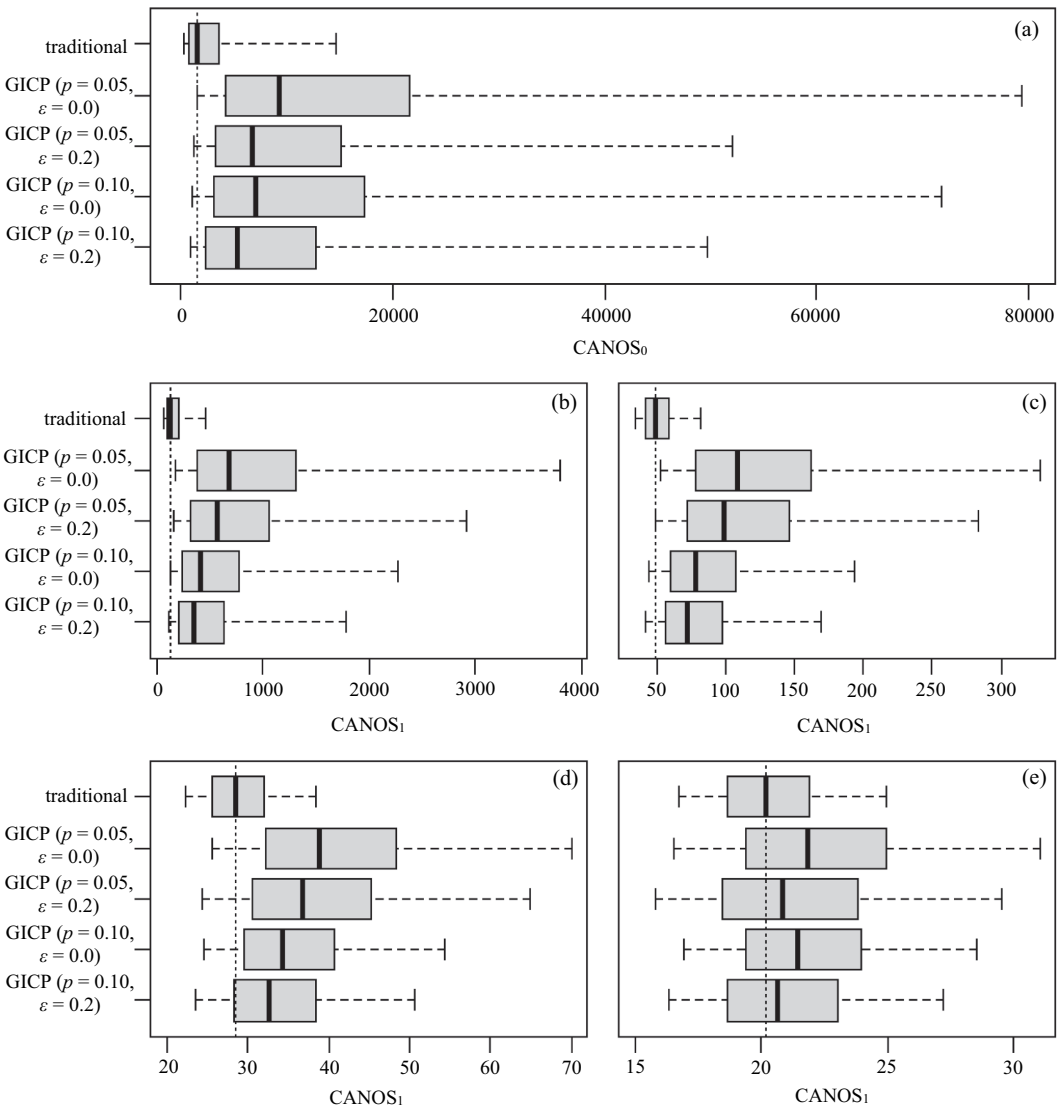 (a)
traditional
GICP (p = 0.05,
ε = 0.0)
GICP (p = 0.05,
ε = 0.2)
GICP (p = 0.10,
ε = 0.0)
GICP (p = 0.10,
ε = 0.2)
0 20000 40000 60000 80000
CANOS₀
(b)
traditional
GICP (p = 0.05,
ε = 0.0)
GICP (p = 0.05,
ε = 0.2)
GICP (p = 0.10,
ε = 0.0)
GICP (p = 0.10,
ε = 0.2)
0 1000 2000 3000 4000
CANOS₁
(c)
50 100 150 200 250 300
CANOS₁
(d)
traditional
GICP (p = 0.05,
ε = 0.0)
GICP (p = 0.05,
ε = 0.2)
GICP (p = 0.10,
ε = 0.0)
GICP (p = 0.10,
ε = 0.2)
20 30 40 50 60 70
CANOS₁
(e)
15 20 25 30
CANOS₁